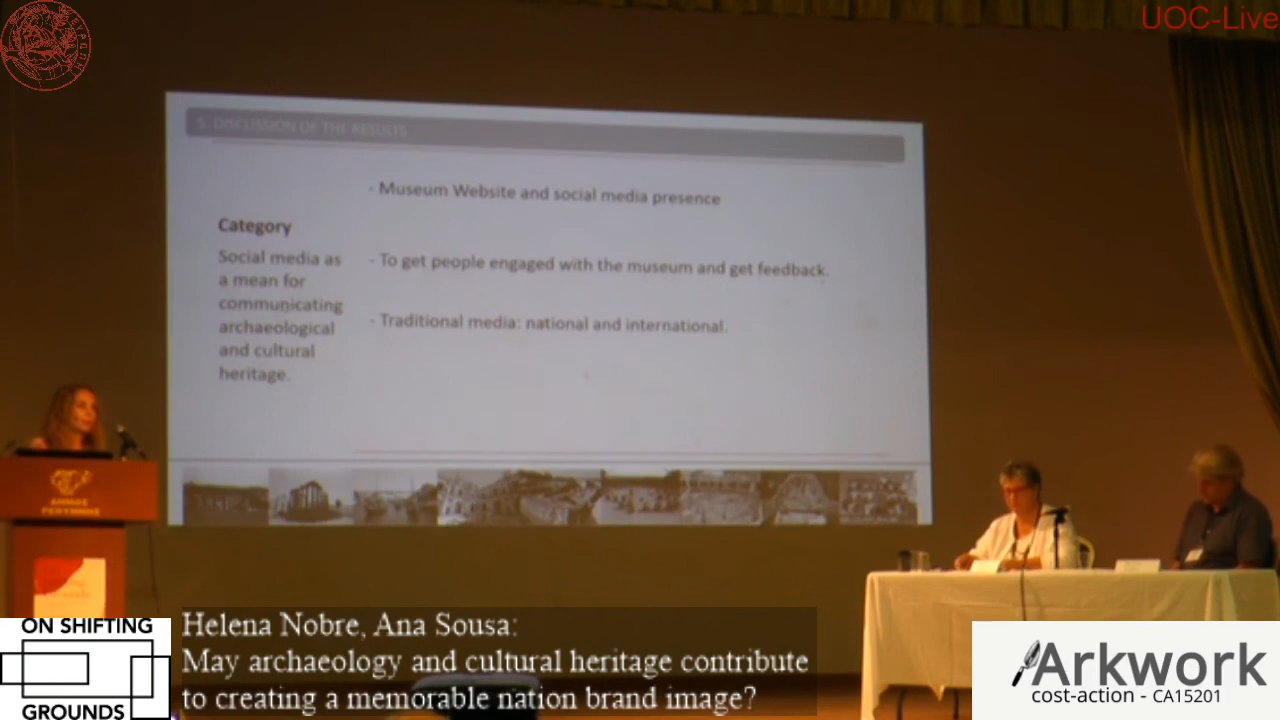 UOC-Live
5. DISCUSSION OF THE RESULTS
- Museum Website and social media presence
Category
Social media as
a mean for
communicating
archaeological
and cultural
heritage.
- To get people engaged with the museum and get feedback.
- Traditional media: national and international.
ΔΗΜΟΣ
ΡΕΘΥΜΝΗΣ
ON SHIFTING
GROUNDS
Helena Nobre, Ana Sousa:
May archaeology and cultural heritage contribute
to creating a memorable nation brand image?
Arkwork
cost-action - CA15201